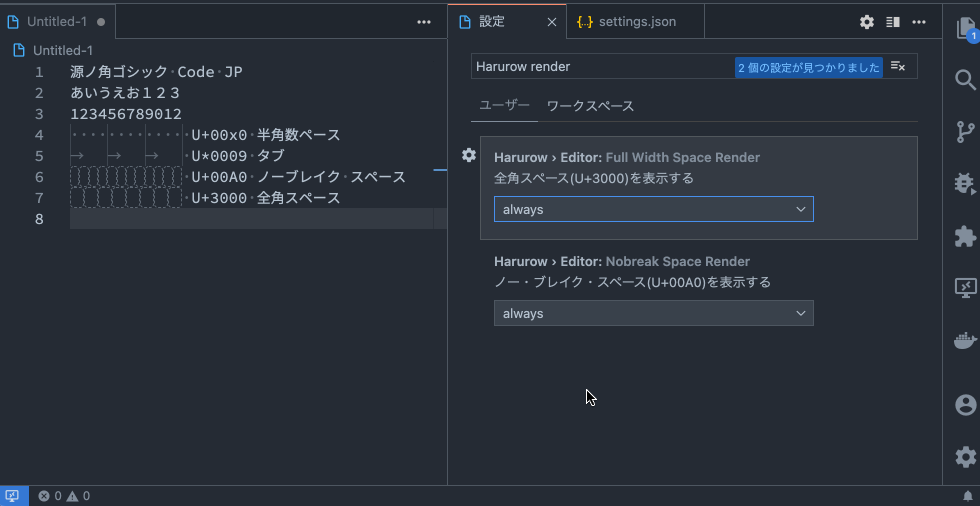 Untitled-1
Untitled-1
1 源ノ角ゴシック Code JP
2 あいうえお１２３
3 123456789012
4 U+00x0 半角数ペース
5 U*0009 タブ
6 U+00A0 ノーブレイク スペース
7 U+3000 全角スペース
8
設定
{..} settings.json
Harurow render
2 個の設定が見つかりました
ユーザー ワークスペース
Harurow › Editor: Full Width Space Render
全角スペース(U+3000)を表示する
always
Harurow › Editor: Nobreak Space Render
ノー・ブレイク・スペース(U+00A0)を表示する
always
1
0 0